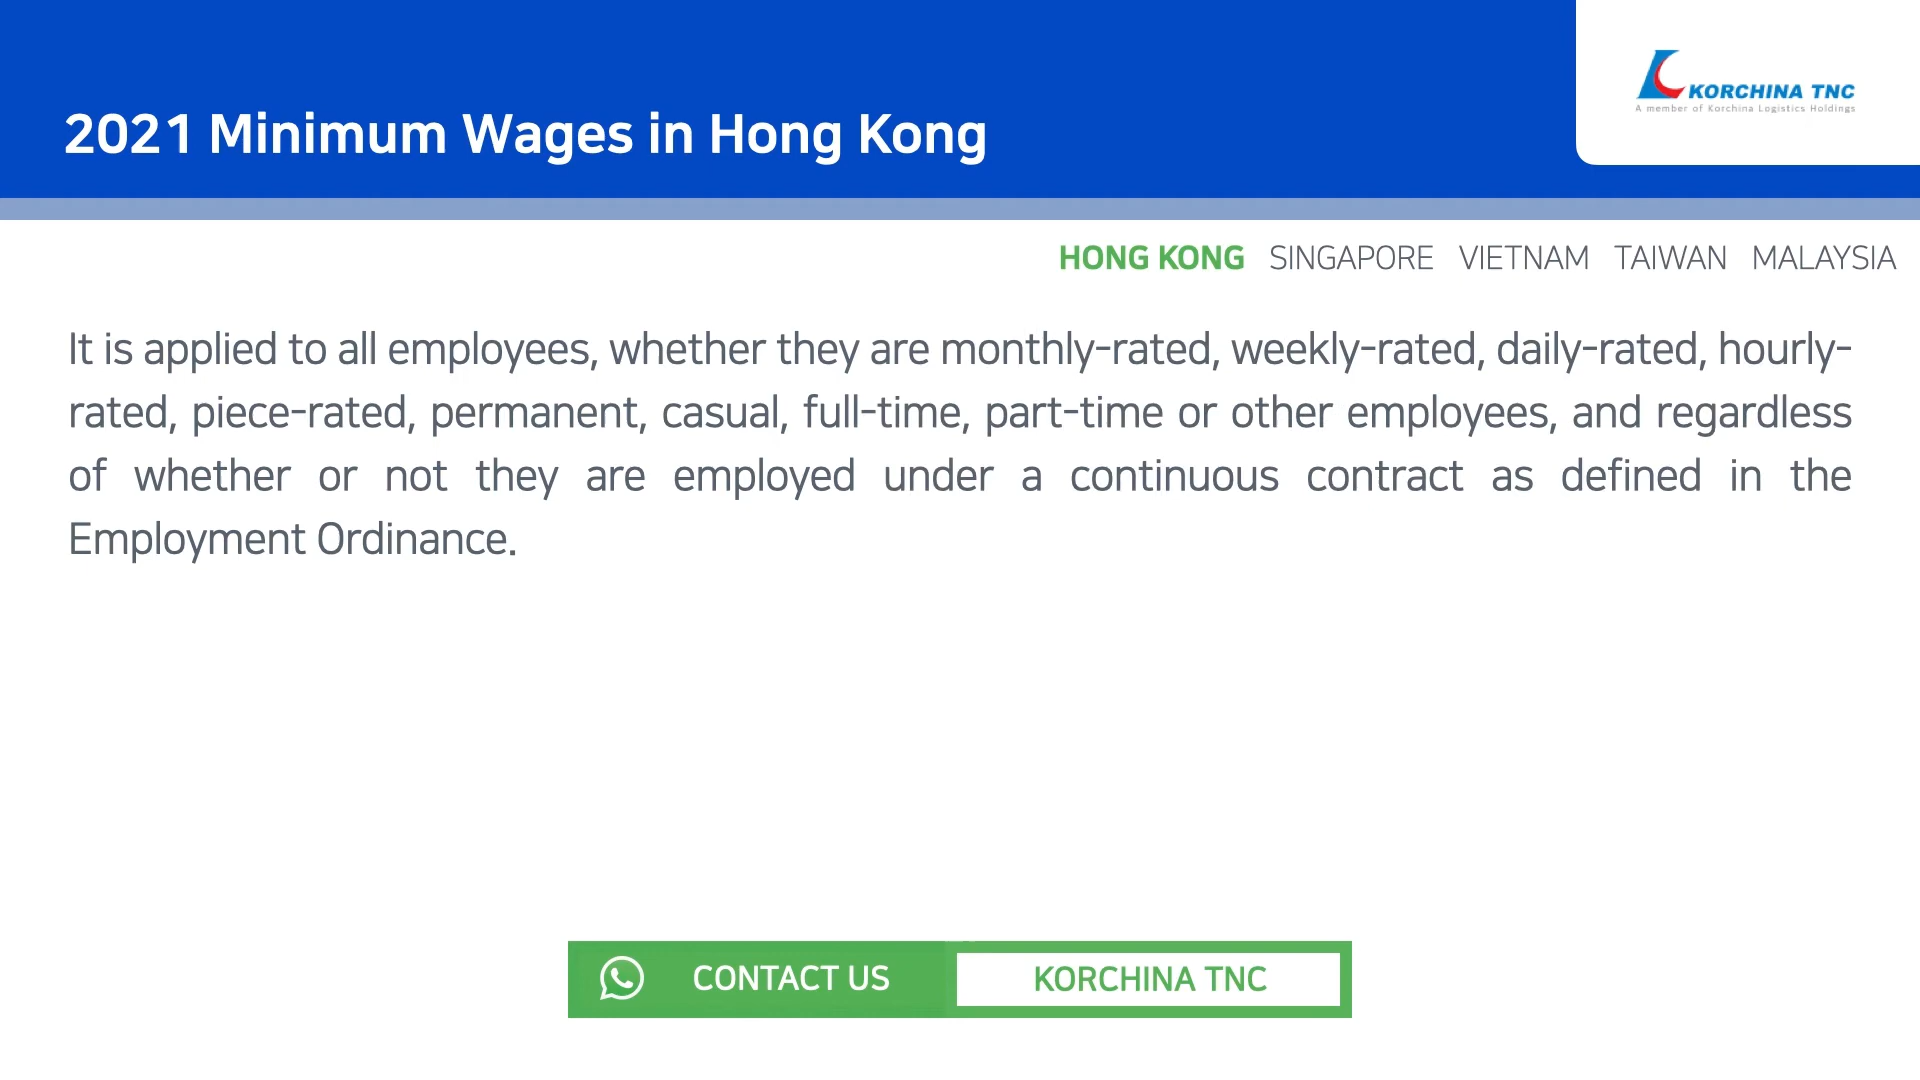 2021 Minimum Wages in Hong Kong
KORCHINA TNC
A member of Korchina Logistics Holdings
HONG KONG SINGAPORE VIETNAM TAIWAN MALAYSIA
It is applied to all employees, whether they are monthly-rated, weekly-rated, daily-rated, hourly-
rated, piece-rated, permanent, casual, full-time, part-time or other employees, and regardless
of whether or not they are employed under a continuous contract as defined in the
Employment Ordinance.
CONTACT US KORCHINA TNC